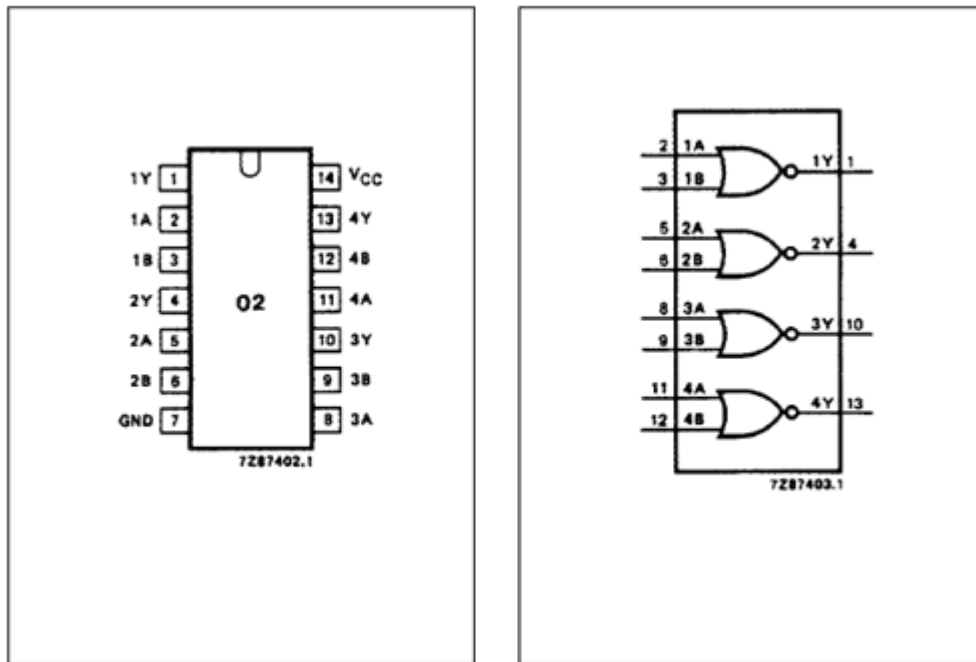 1Y 1 14 VCC
1A 2 13 4Y
1B 3 12 4B
2Y 4 02 11 4A
2A 5 10 3Y
2B 6 9 3B
GND 7 8 3A
7Z87402.1
2 1A 1Y 1
3 1B
5 2A 2Y 4
6 2B
8 3A 3Y 10
9 3B
11 4A 4Y 13
12 4B
7Z87403.1